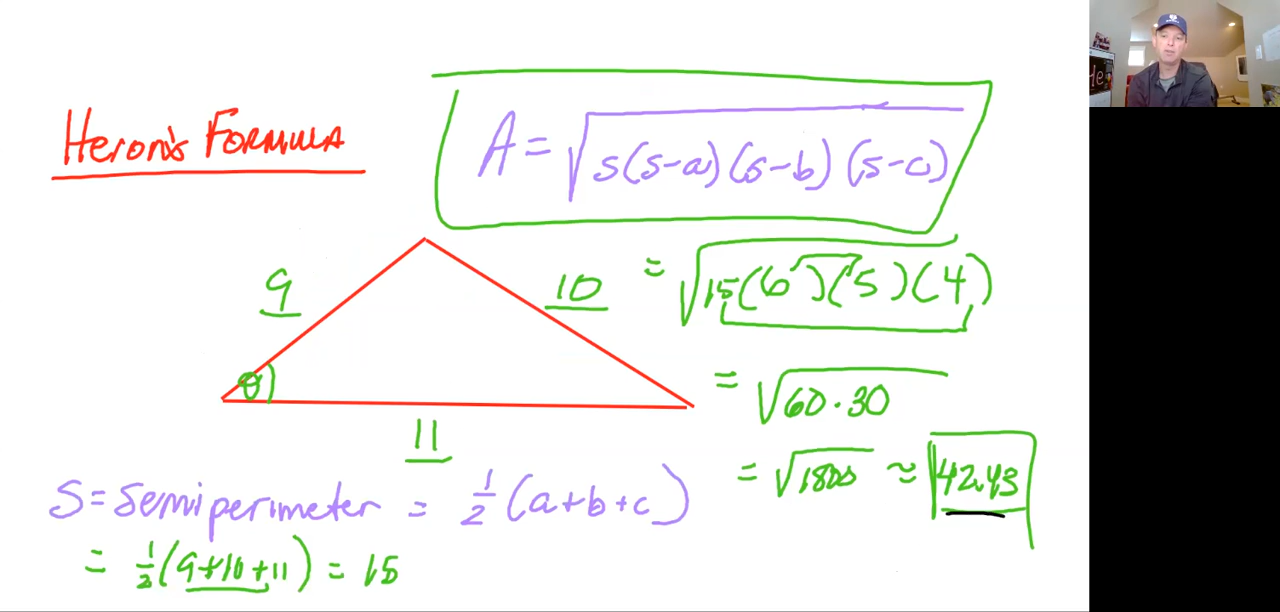 Heron's FORMULA
A = √s(s-a)(s-b)(s-c)
9
10
= √15(6)(5)(4)
θ
11
= √60·30
= √1800 ≈ 42.43
S = Semiperimeter = 1/2 (a+b+c)
= 1/2 (9+10+11) = 15
He